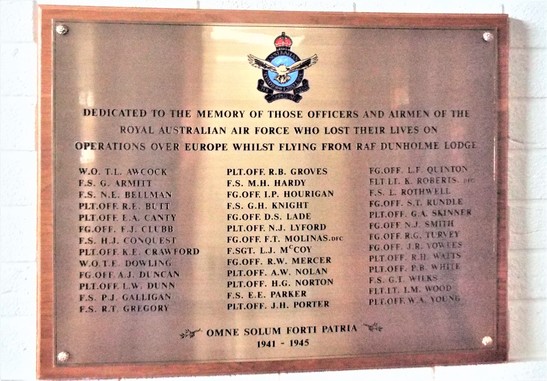 DEDICATED TO THE MEMORY OF THOSE OFFICERS AND AIRMEN OF THE
ROYAL AUSTRALIAN AIR FORCE WHO LOST THEIR LIVES ON
OPERATIONS OVER EUROPE WHILST FLYING FROM RAF DUNHOLME LODGE
W.O. T.L. AWCOCK
F.S. G. ARMITT
F.S. N.E. BELLMAN
PLT.OFF. R.E. BUTT
PLT.OFF. E.A. CANTY
FG.OFF. F.J. CLUBB
F.S. H.J. CONQUEST
PLT.OFF. K.E. CRAWFORD
W.O. T.E. DOWLING
FG.OFF. A.J. DUNCAN
PLT.OFF. L.W. DUNN
F.S. P.J. GALLIGAN
F.S. R.T. GREGORY
PLT.OFF. R.B. GROVES
F.S. M.H. HARDY
FG.OFF. I.P. HOURIGAN
F.S. G.H. KNIGHT
FG.OFF. D.S. LADE
PLT.OFF. N.J. LYFORD
FG.OFF. F.T. MOLINAS. DFC
F.SGT. L.J. McCOY
FG.OFF. R.W. MERCER
PLT.OFF. A.W. NOLAN
PLT.OFF. H.G. NORTON
F.S. E.E. PARKER
PLT.OFF. J.H. PORTER
FG.OFF. L.F. QUINTON
FLT.LT. K. ROBERTS. DFC
F.S. L. ROTHWELL
FG.OFF. S.T. RUNDLE
PLT.OFF. G.A. SKINNER
FG.OFF. N.J. SMITH
FG.OFF. R.G. TURVEY
FG.OFF. J.R. VOWLES
PLT.OFF. R.H. WATTS
PLT.OFF. P.B. WHITE
F.S. G.T. WILKS
FLT.LT. I.M. WOOD
PLT.OFF. W.A. YOUNG
OMNE SOLUM FORTI PATRIA
1941 - 1945